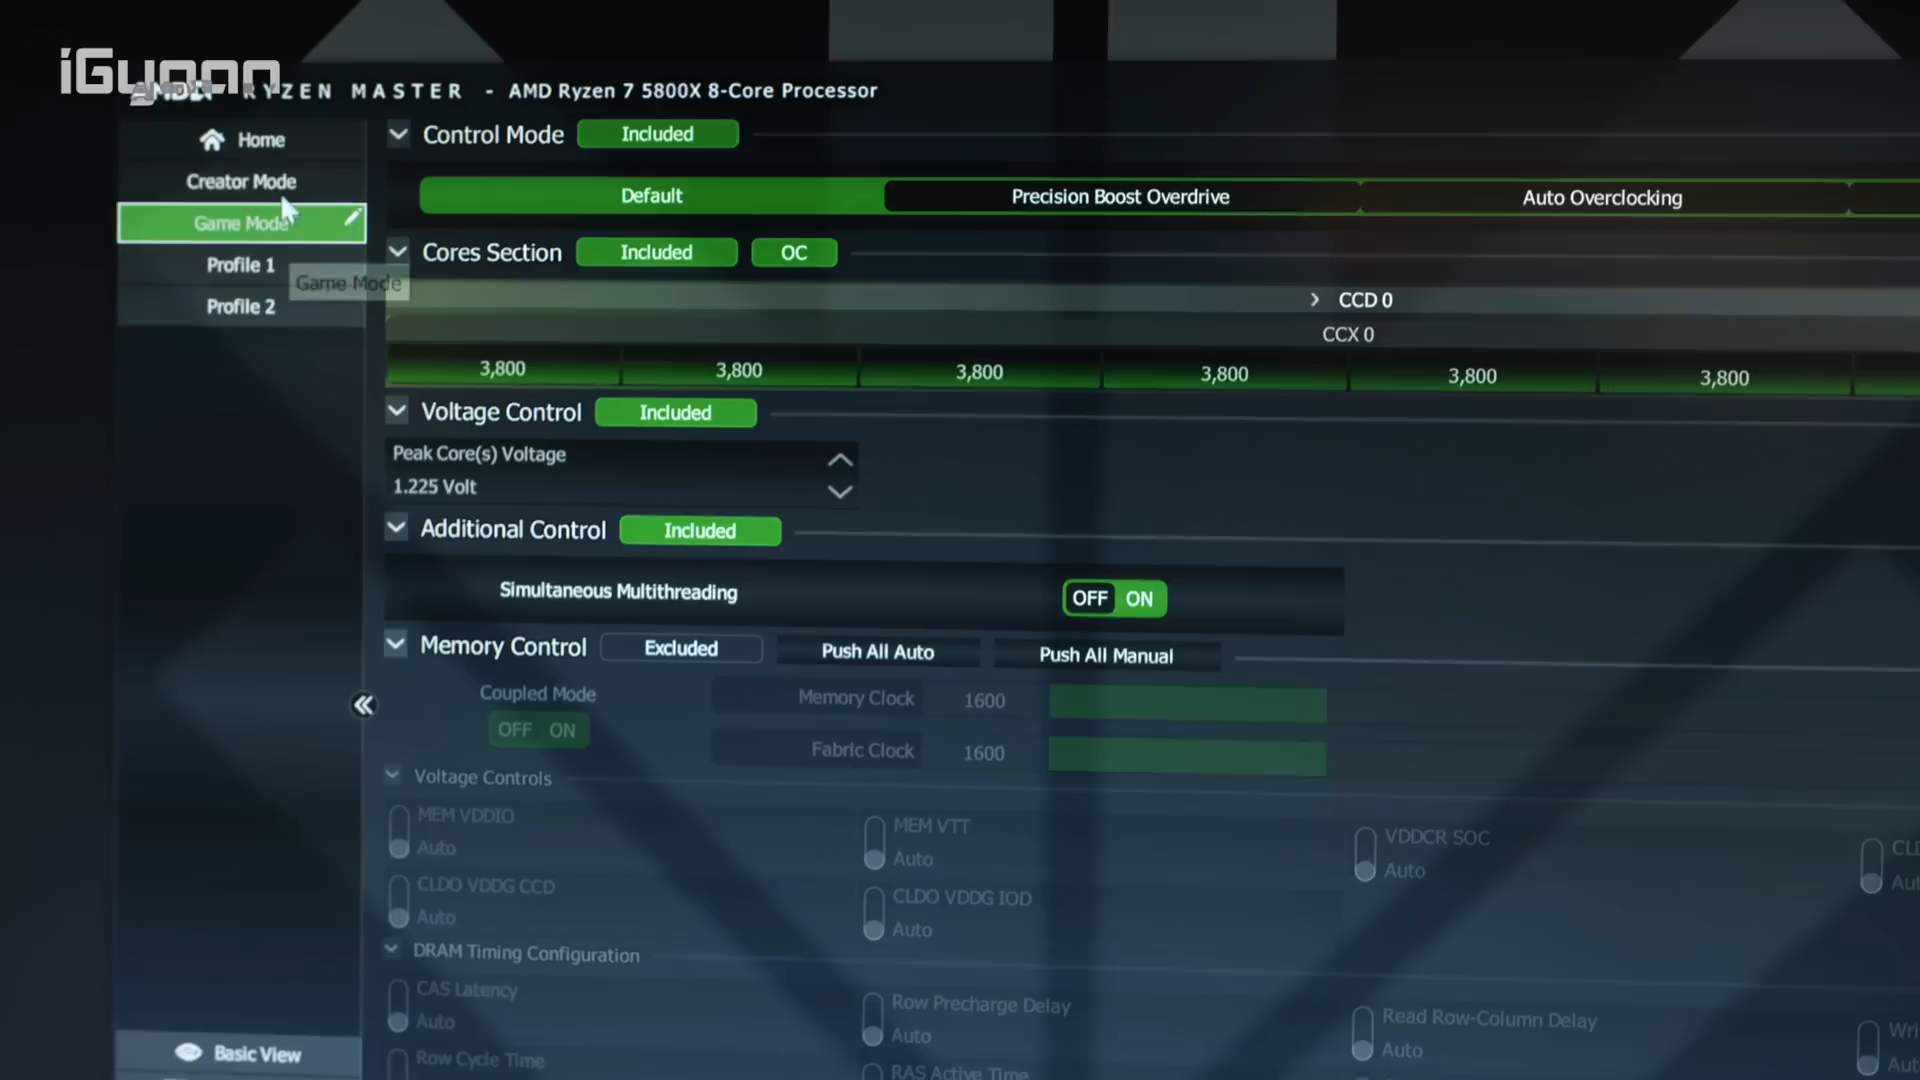 iGyaan
AMD RYZEN MASTER - AMD Ryzen 7 5800X 8-Core Processor
Home
Creator Mode
Game Mode
Profile 1
Game Mode
Profile 2
Control Mode Included
Default Precision Boost Overdrive Auto Overclocking
Cores Section Included OC
CCD 0
CCX 0
3,800 3,800 3,800 3,800 3,800 3,800
Voltage Control Included
Peak Core(s) Voltage
1.225 Volt
Additional Control Included
Simultaneous Multithreading OFF ON
Memory Control Excluded Push All Auto Push All Manual
Coupled Mode Memory Clock 1600
OFF ON Fabric Clock 1600
Voltage Controls
MEM VDDIO MEM VTT VDDCR SOC
Auto Auto Auto
CLDO VDDG CCD CLDO VDDG IOD
Auto Auto
DRAM Timing Configuration
CAS Latency Row Precharge Delay Read Row-Column Delay
Auto Auto Auto
Row Cycle Time RAS Active Time
Basic View